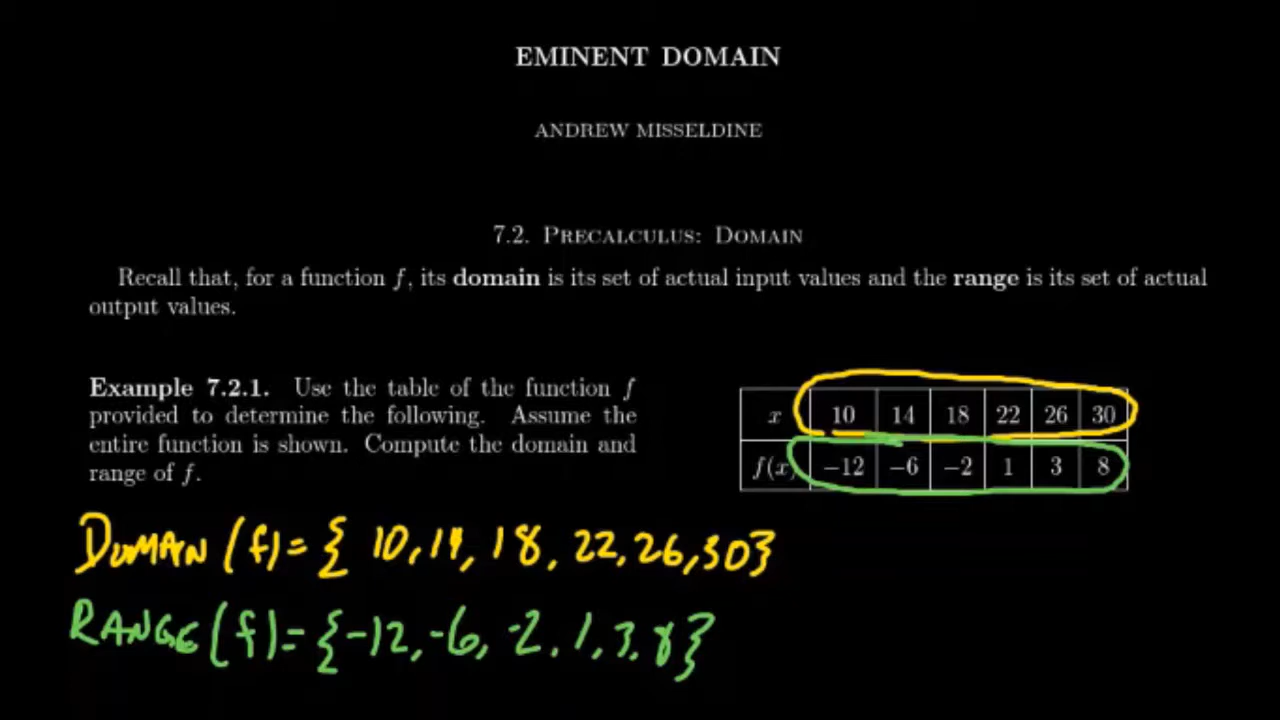 EMINENT DOMAIN
ANDREW MISSELDINE
7.2. PRECALCULUS: DOMAIN
Recall that, for a function f, its domain is its set of actual input values and the range is its set of actual
output values.
Example 7.2.1. Use the table of the function f
provided to determine the following. Assume the
entire function is shown. Compute the domain and
range of f.
x 10 14 18 22 26 30
f(x) −12 −6 −2 1 3 8
DOMAIN (f) = { 10, 14, 18, 22, 26, 30}
RANGE (f) = {-12, -6, -2, 1, 3, 8}